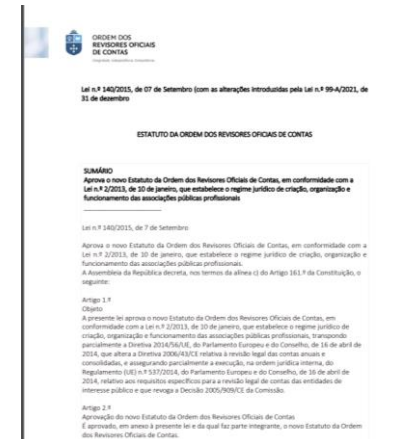 ORDEM DOS
REVISORES OFICIAIS
DE CONTAS
Lei n.º 140/2015, de 07 de Setembro (com as alterações introduzidas pela Lei n.º 99-A/2021, de
31 de dezembro
ESTATUTO DA ORDEM DOS REVISORES OFICIAIS DE CONTAS
SUMÁRIO
Aprova o novo Estatuto da Ordem dos Revisores Oficiais de Contas, em conformidade com a
Lei n.º 2/2013, de 10 de janeiro, que estabelece o regime jurídico de criação, organização e
funcionamento das associações públicas profissionais
Lei n.º 140/2015, de 7 de Setembro
Aprova o novo Estatuto da Ordem dos Revisores Oficiais de Contas, em conformidade com a
Lei n.º 2/2013, de 10 de janeiro, que estabelece o regime jurídico de criação, organização e
funcionamento das associações públicas profissionais.
A Assembleia da República decreta, nos termos da alínea c) do Artigo 161.º da Constituição, o
seguinte:
Artigo 1.º
Objeto
A presente lei aprova o novo Estatuto da Ordem dos Revisores Oficiais de Contas, em
conformidade com a Lei n.º 2/2013, de 10 de janeiro, que estabelece o regime jurídico de
criação, organização e funcionamento das associações públicas profissionais, transpondo
parcialmente a Diretiva 2014/56/UE, do Parlamento Europeu e do Conselho, de 16 de abril de
2014, que altera a Diretiva 2006/43/CE relativa à revisão legal das contas anuais e
consolidadas, e assegurando parcialmente a execução, na ordem jurídica interna, do
Regulamento (UE) n.º 537/2014, do Parlamento Europeu e do Conselho, de 16 de abril de
2014, relativo aos requisitos específicos para a revisão legal de contas das entidades de
interesse público e que revoga a Decisão 2005/909/CE da Comissão.
Artigo 2.º
Aprovação do novo Estatuto da Ordem dos Revisores Oficiais de Contas
É aprovado, em anexo à presente lei e da qual faz parte integrante, o novo Estatuto da Ordem
dos Revisores Oficiais de Contas.